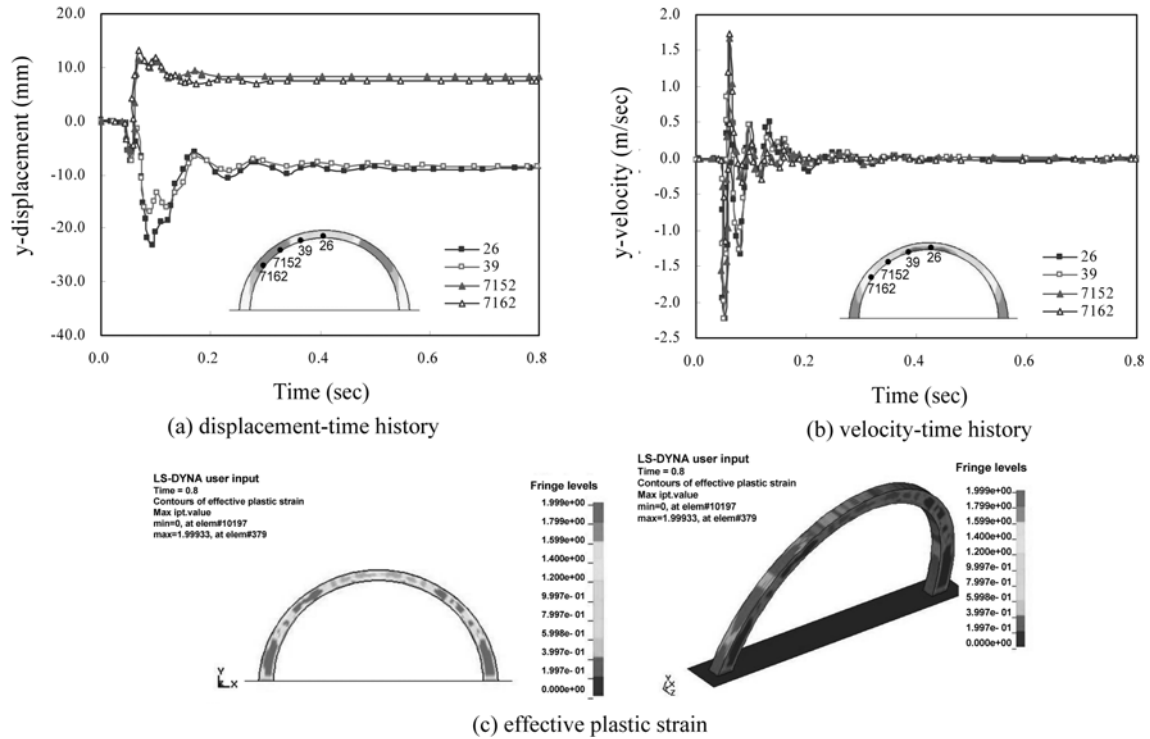 20.0
10.0
0.0
-10.0
-20.0
-30.0
-40.0
y-displacement (mm)
0.0 0.2 0.4 0.6 0.8
Time (sec)
7162
7152
39
26
26
39
7152
7162
(a) displacement-time history
2.0
1.5
1.0
0.5
0.0
-0.5
-1.0
-1.5
-2.0
-2.5
y-velocity (m/sec)
0.0 0.2 0.4 0.6 0.8
Time (sec)
7162
7152
39
26
26
39
7152
7162
(b) velocity-time history
LS-DYNA user input
Time = 0.8
Contours of effective plastic strain
Max ipt.value
min=0, at elem#10197
max=1.99933, at elem#379
Y
Z X
Fringe levels
1.999e+00
1.799e+00
1.599e+00
1.400e+00
1.200e+00
9.997e- 01
7.997e- 01
5.998e- 01
3.997e- 01
1.997e- 01
0.000e+00
LS-DYNA user input
Time = 0.8
Contours of effective plastic strain
Max ipt.value
min=0, at elem#10197
max=1.99933, at elem#379
Y
X
Z
Fringe levels
1.999e+00
1.799e+00
1.599e+00
1.400e+00
1.200e+00
9.997e- 01
7.997e- 01
5.998e- 01
3.997e- 01
1.997e- 01
0.000e+00
(c) effective plastic strain